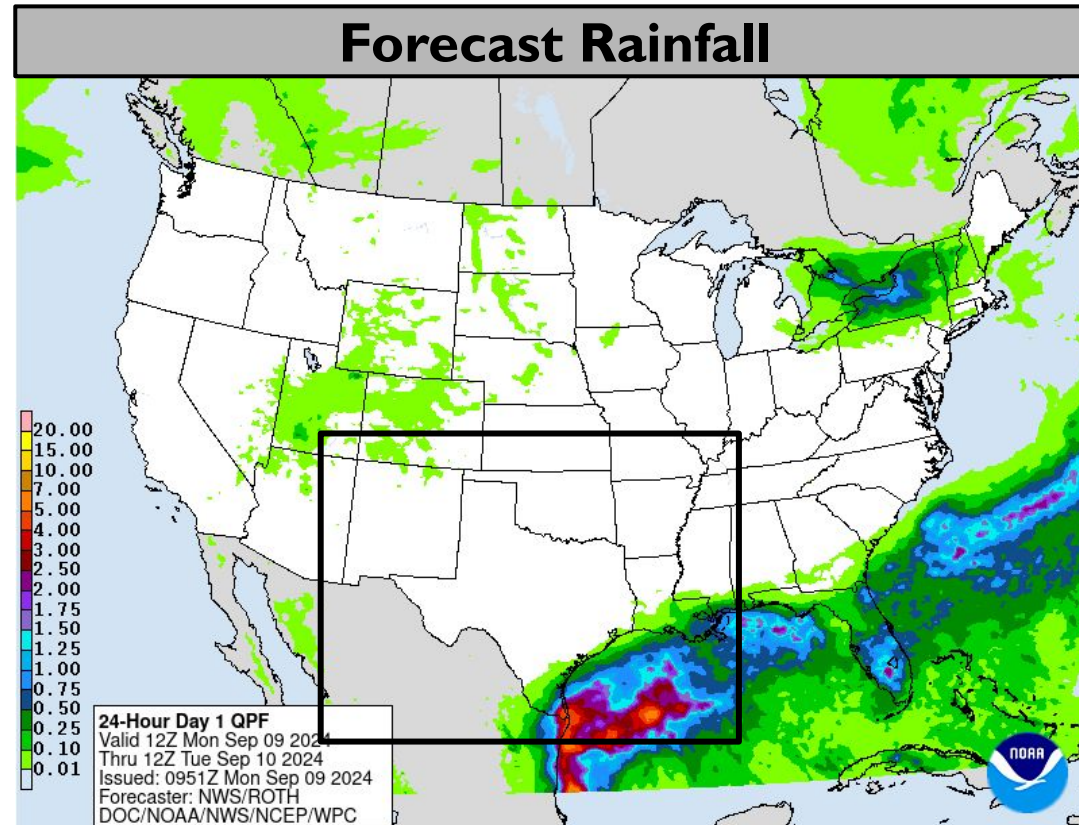 Forecast Rainfall
20.00
15.00
10.00
7.00
5.00
4.00
3.00
2.50
2.00
1.75
1.50
1.25
1.00
0.75
0.50
0.25
0.10
0.01
24-Hour Day 1 QPF
Valid 12Z Mon Sep 09 2024
Thru 12Z Tue Sep 10 2024
Issued: 0951Z Mon Sep 09 2024
Forecaster: NWS/ROTH
DOC/NOAA/NWS/NCEP/WPC
NOAA